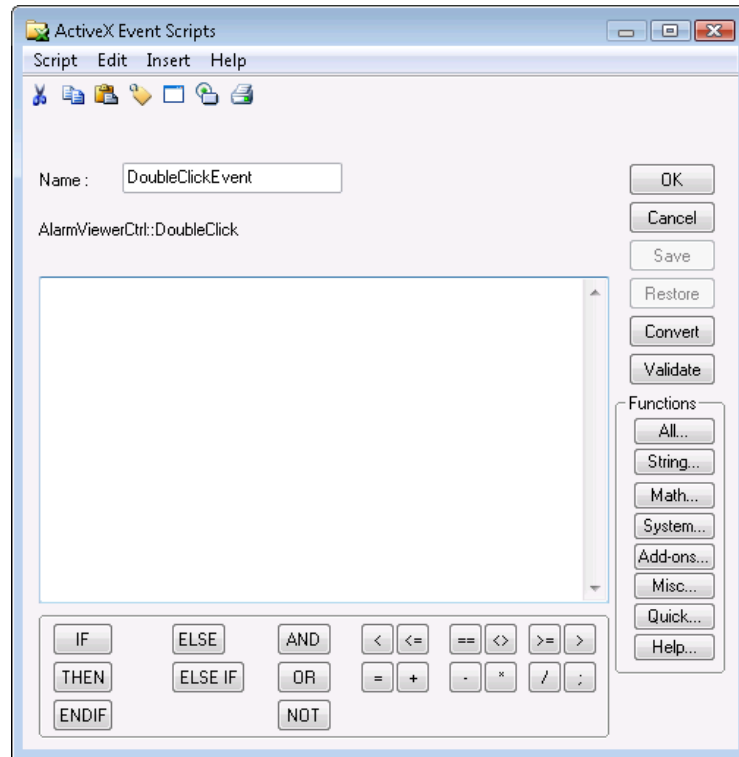 ActiveX Event Scripts
Script Edit Insert Help
Name : DoubleClickEvent
AlarmViewerCtrl::DoubleClick
OK
Cancel
Save
Restore
Convert
Validate
Functions
All...
String...
Math...
System...
Add-ons...
Misc...
Quick...
Help...
IF ELSE AND < <= == <> >= >
THEN ELSE IF OR = + - * / ;
ENDIF NOT